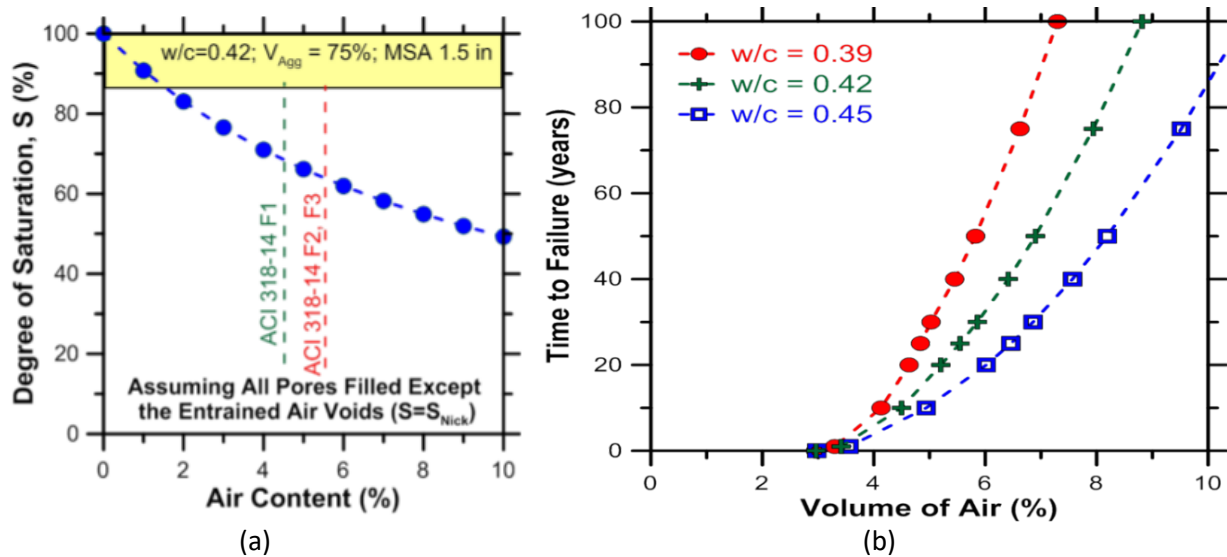 Degree of Saturation, S (%)
100
80
60
40
20
0
w/c=0.42; V_Agg = 75%; MSA 1.5 in
ACI 318-14 F1
ACI 318-14 F2, F3
Assuming All Pores Filled Except
the Entrained Air Voids (S=S_Nick)
0 2 4 6 8 10
Air Content (%)
(a)
Time to Failure (years)
100
80
60
40
20
0
w/c = 0.39
w/c = 0.42
w/c = 0.45
0 2 4 6 8 10
Volume of Air (%)
(b)